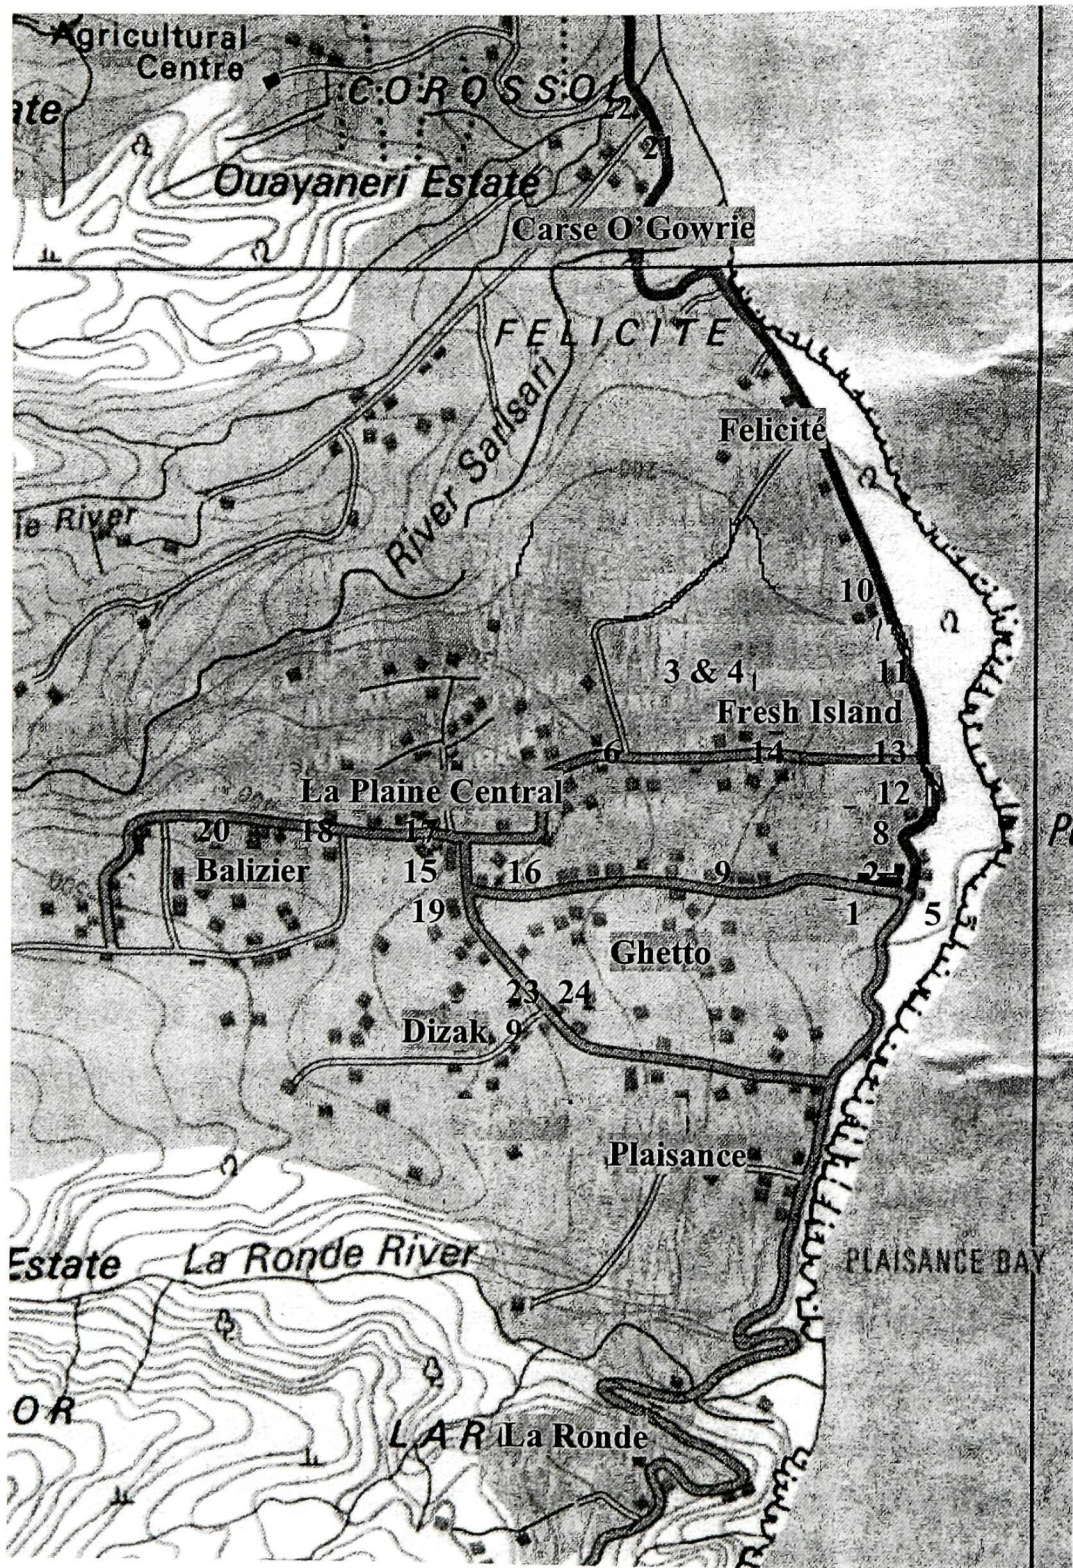 Agricultural
Centre
ate
COROSSOL
22
21
Ouayaneri Estate
Carse O'Gowrie
FELICITE
River Sarisari
Felicité
ie River
10
3 & 4
11
Fresh Island
6
14
13
La Plaine Central
12
20
18
17
8
Balizier
15
16
9
2
19
1
5
Ghetto
23
24
Dizak
9
Plaisance
Estate
La Ronde River
PLAISANCE BAY
OR
LAR
La Ronde